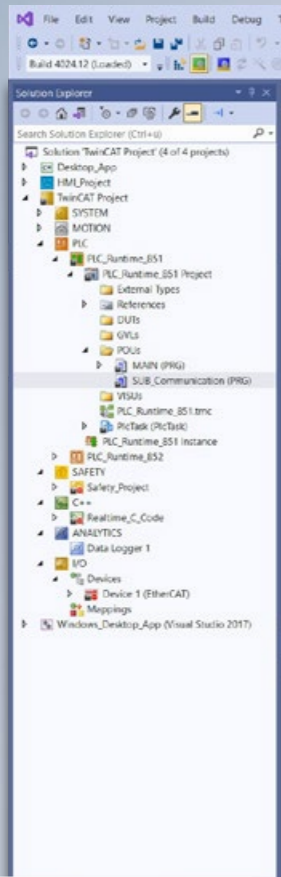 File Edit View Project Build Debug
Build 4024.12 (Loaded)
Solution Explorer
Search Solution Explorer (Ctrl+ü)
Solution 'TwinCAT Project' (4 of 4 projects)
Desktop_App
HMI_Project
TwinCAT Project
SYSTEM
MOTION
PLC
PLC_Runtime_851
PLC_Runtime_851 Project
External Types
References
DUTs
GVLs
POUs
MAIN (PRG)
SUB_Communication (PRG)
VISUs
PLC_Runtime_851.tmc
PlcTask (PlcTask)
PLC_Runtime_851 Instance
PLC_Runtime_852
SAFETY
Safety_Project
C++
Realtime_C_Code
ANALYTICS
Data Logger 1
I/O
Devices
Device 1 (EtherCAT)
Mappings
Windows_Desktop_App (Visual Studio 2017)